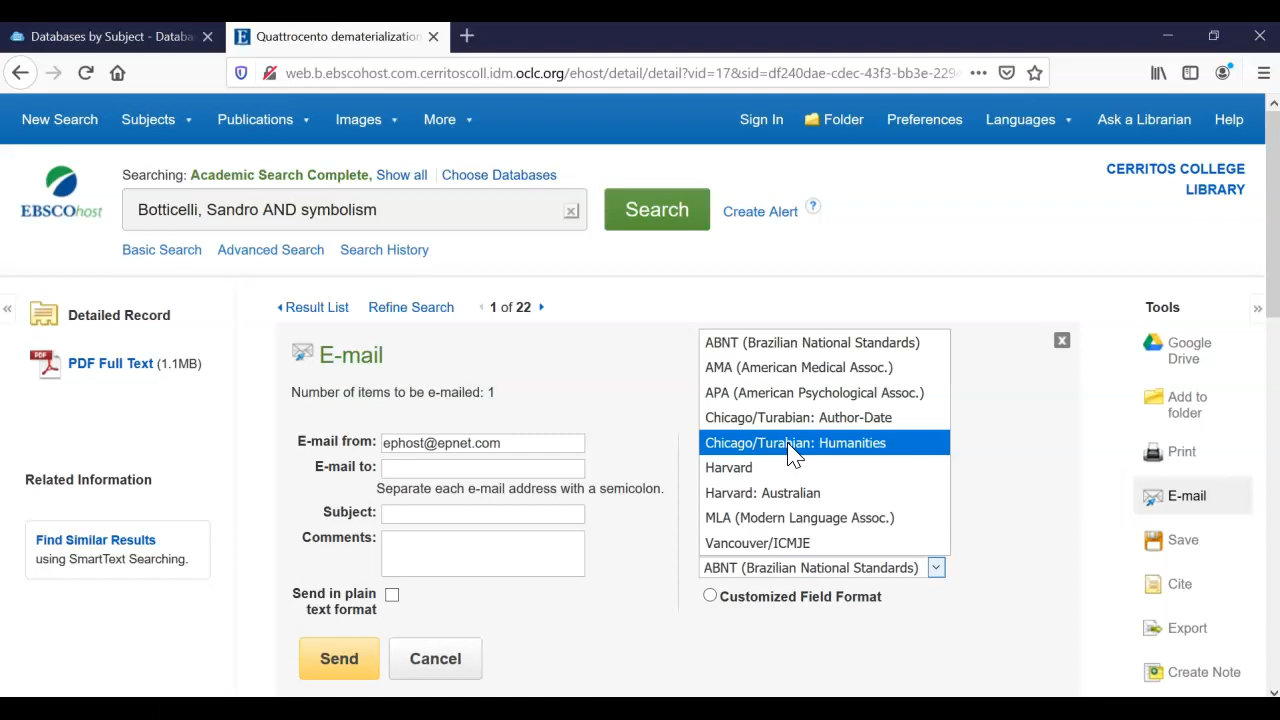 Databases by Subject - Databa
Quattrocento dematerialization
web.b.ebscohost.com.cerritoscoll.idm.oclc.org/ehost/detail/detail?vid=17&sid=df240dae-cdec-43f3-bb3e-2294
New Search Subjects Publications Images More Sign In Folder Preferences Languages Ask a Librarian Help
EBSCOhost
Searching: Academic Search Complete, Show all Choose Databases
Botticelli, Sandro AND symbolism
Search
Create Alert ?
Basic Search Advanced Search Search History
CERRITOS COLLEGE
LIBRARY
Detailed Record
PDF
PDF Full Text (1.1MB)
Related Information
Find Similar Results
using SmartText Searching.
Result List Refine Search 1 of 22
E-mail
Number of items to be e-mailed: 1
E-mail from: ephost@epnet.com
E-mail to:
Separate each e-mail address with a semicolon.
Subject:
Comments:
Send in plain
text format
Send Cancel
ABNT (Brazilian National Standards)
AMA (American Medical Assoc.)
APA (American Psychological Assoc.)
Chicago/Turabian: Author-Date
Chicago/Turabian: Humanities
Harvard
Harvard: Australian
MLA (Modern Language Assoc.)
Vancouver/ICMJE
ABNT (Brazilian National Standards)
Customized Field Format
Tools
Google
Drive
Add to
folder
Print
E-mail
Save
Cite
Export
Create Note